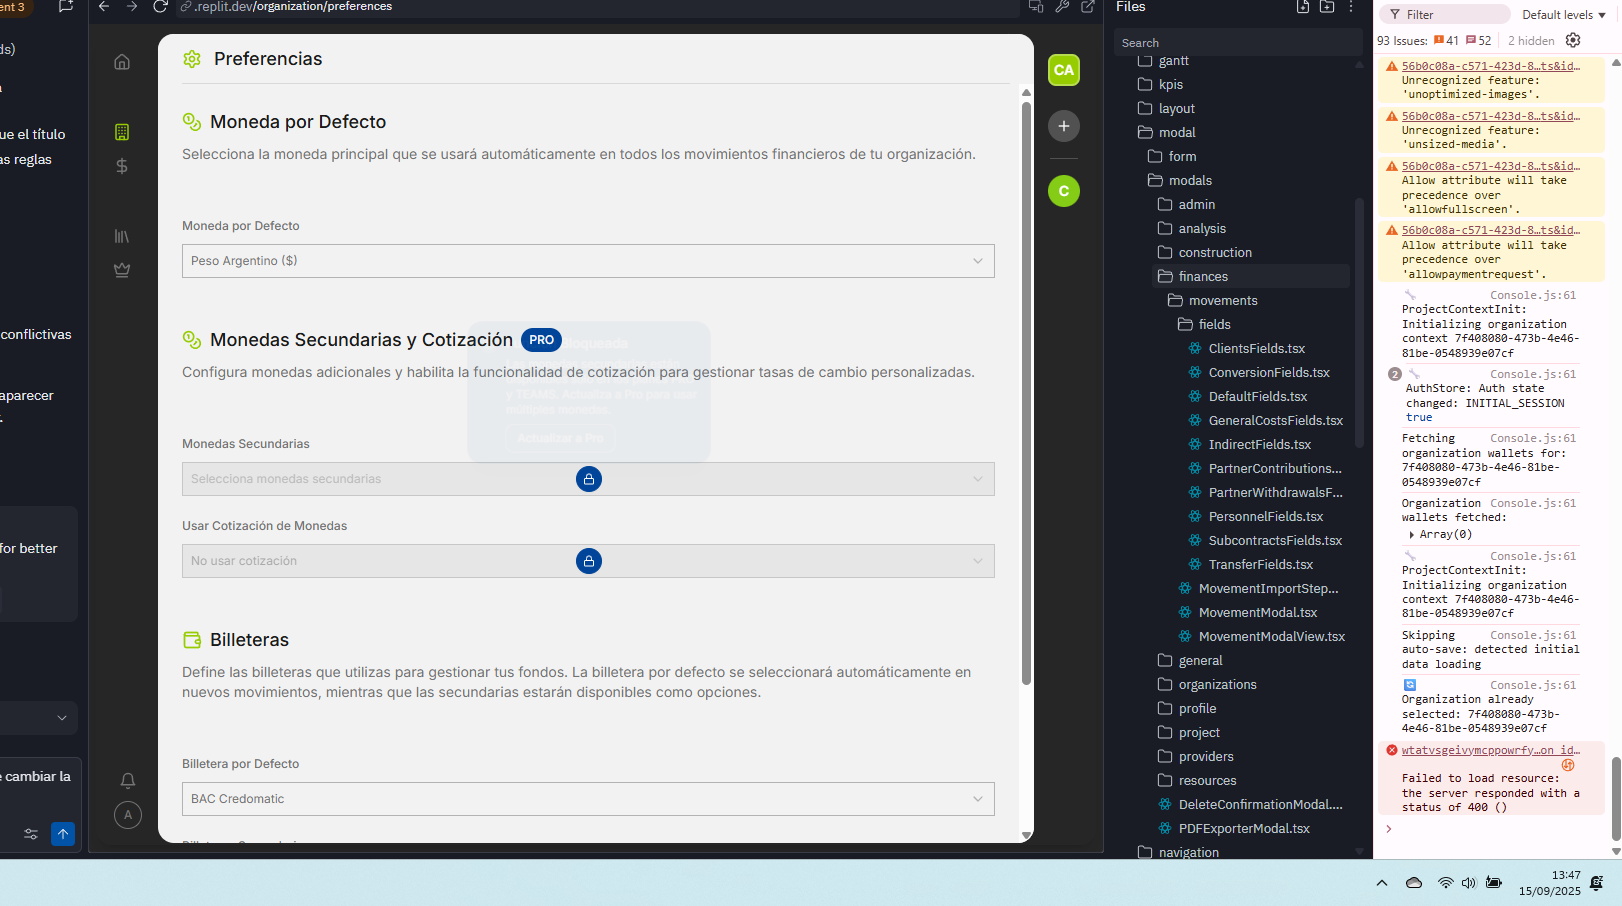 ent 3
ds)
ue el título
as reglas
conflictivas
aparecer
for better
cambiar la
.replit.dev/organization/preferences
Preferencias
Moneda por Defecto
Selecciona la moneda principal que se usará automáticamente en todos los movimientos financieros de tu organización.
Moneda por Defecto
Peso Argentino ($)
Monedas Secundarias y Cotización
PRO
Configura monedas adicionales y habilita la funcionalidad de cotización para gestionar tasas de cambio personalizadas.
y TEAMS. Actualiza a Pro para usar
múltiples monedas.
Actualizar a Pro
Monedas Secundarias
Selecciona monedas secundarias
Usar Cotización de Monedas
No usar cotización
Billeteras
Define las billeteras que utilizas para gestionar tus fondos. La billetera por defecto se seleccionará automáticamente en
nuevos movimientos, mientras que las secundarias estarán disponibles como opciones.
Billetera por Defecto
BAC Credomatic
A
CA
C
Files
Search
gantt
kpis
layout
modal
form
modals
admin
analysis
construction
finances
movements
fields
ClientsFields.tsx
ConversionFields.tsx
DefaultFields.tsx
GeneralCostsFields.tsx
IndirectFields.tsx
PartnerContributions...
PartnerWithdrawalsF...
PersonnelFields.tsx
SubcontractsFields.tsx
TransferFields.tsx
MovementImportStep...
MovementModal.tsx
MovementModalView.tsx
general
organizations
profile
project
providers
resources
DeleteConfirmationModal....
PDFExporterModal.tsx
navigation
Filter
Default levels
93 Issues: 41 52 2 hidden
56b0c08a-c571-423d-8...ts&id...
Unrecognized feature:
'unoptimized-images'.
56b0c08a-c571-423d-8...ts&id...
Unrecognized feature:
'unsized-media'.
56b0c08a-c571-423d-8...ts&id...
Allow attribute will take
precedence over
'allowfullscreen'.
56b0c08a-c571-423d-8...ts&id...
Allow attribute will take
precedence over
'allowpaymentrequest'.
Console.js:61
ProjectContextInit:
Initializing organization
context 7f408080-473b-4e46-
81be-0548939e07cf
2 Console.js:61
AuthStore: Auth state
changed: INITIAL_SESSION
true
Fetching Console.js:61
organization wallets for:
7f408080-473b-4e46-81be-
0548939e07cf
Organization Console.js:61
wallets fetched:
Array(0)
Console.js:61
ProjectContextInit:
Initializing organization
context 7f408080-473b-4e46-
81be-0548939e07cf
Skipping Console.js:61
auto-save: detected initial
data loading
Console.js:61
Organization already
selected: 7f408080-473b-
4e46-81be-0548939e07cf
wtatvsgeivymcppowrfy...on_id...
Failed to load resource:
the server responded with a
status of 400 ()
13:47
15/09/2025